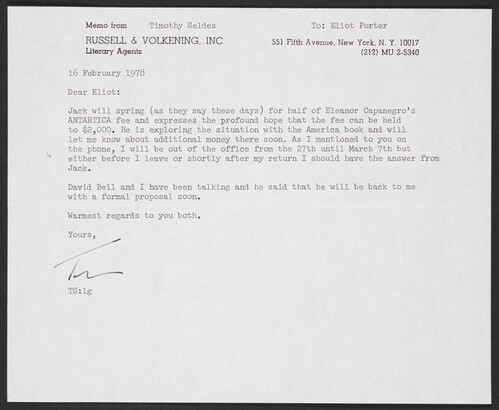 Memo from Timothy Seldes To: Eliot Porter
RUSSELL & VOLKENING, INC. 551 Fifth Avenue, New York, N. Y. 10017
Literary Agents (212) MU 2-5340
16 February 1978
Dear Eliot:
Jack will spring (as they say these days) for half of Eleanor Capanegro's
ANTARTICA fee and expresses the profound hope that the fee can be held
to $2,000. He is exploring the situation with the America book and will
let me know about additional money there soon. As I mentioned to you on
the phone, I will be out of the office from the 27th until March 7th but
either before I leave or shortly after my return I should have the answer from
Jack.
David Bell and I have been talking and he said that he will be back to me
with a formal proposal soon.
Warmest regards to you both.
Yours,
TS:lg